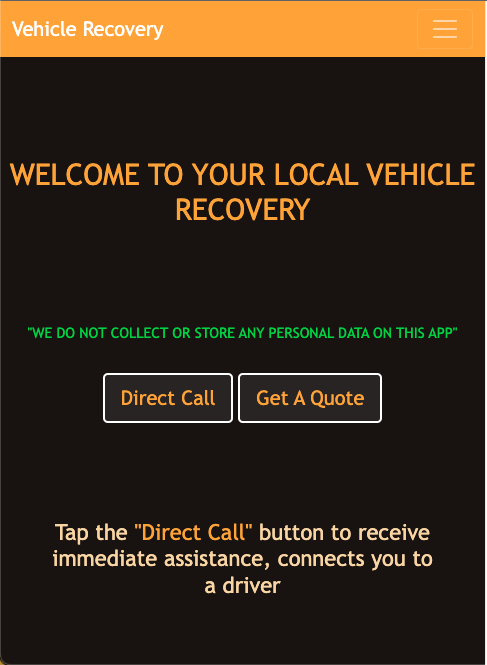 Vehicle Recovery
WELCOME TO YOUR LOCAL VEHICLE
RECOVERY
"WE DO NOT COLLECT OR STORE ANY PERSONAL DATA ON THIS APP"
Direct Call
Get A Quote
Tap the "Direct Call" button to receive
immediate assistance, connects you to
a driver